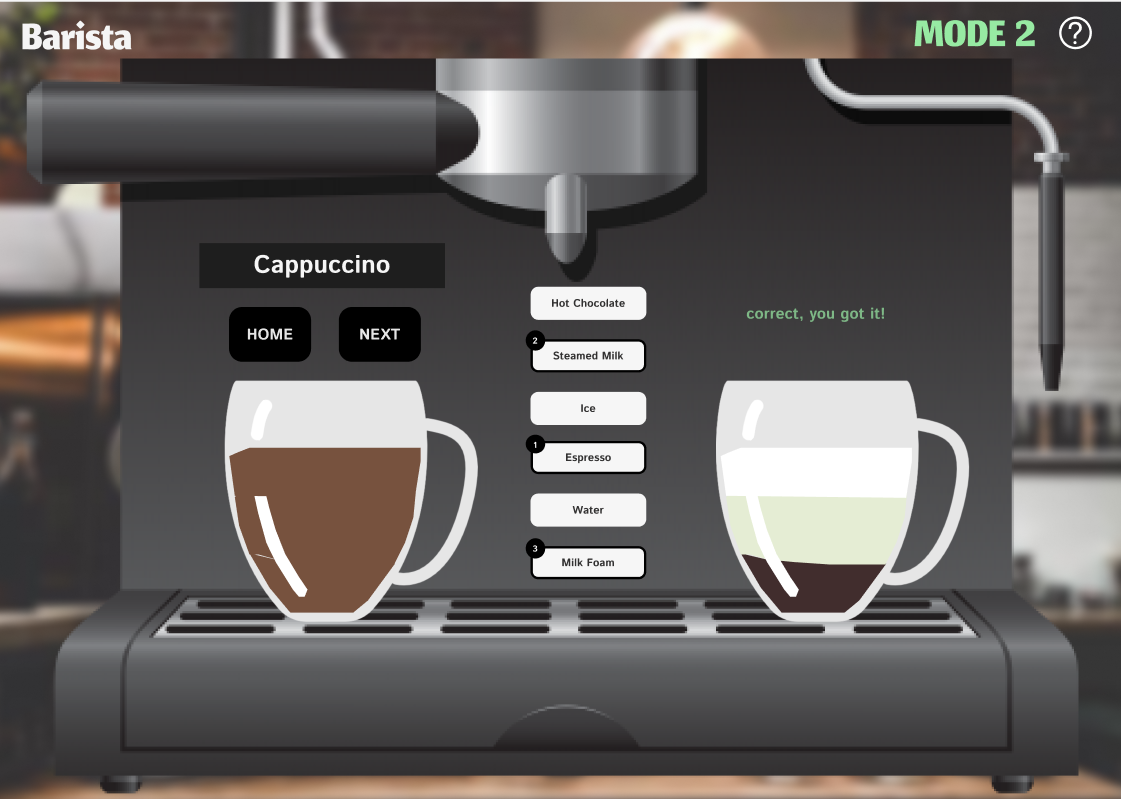 Barista
MODE 2
?
Cappuccino
HOME
NEXT
Hot Chocolate
2
Steamed Milk
Ice
1
Espresso
Water
3
Milk Foam
correct, you got it!